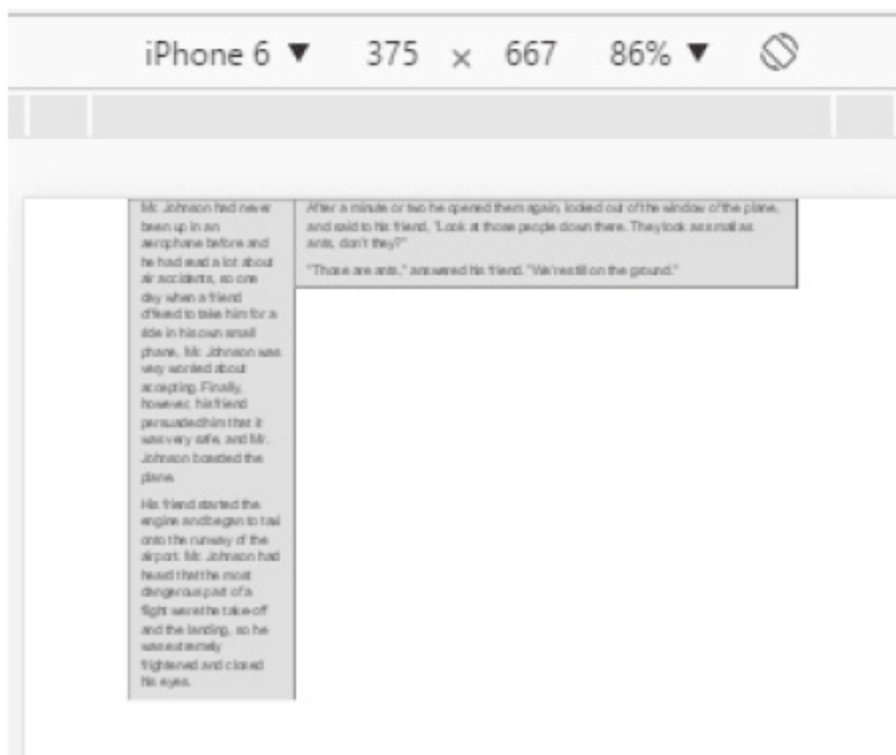 iPhone 6 ▼ 375 × 667 86% ▼
Mr. Johnson had never
been up in an
aerophane before and
he had read a lot about
air accidents, so one
day when a friend
offered to take him for a
ride in his own small
phane, Mr. Johnson was
very worried about
accepting. Finally,
however, his friend
persuaded him that it
was very safe, and Mr.
Johnson boarded the
plane.
His friend started the
engine and began to taxi
onto the runway of the
airport. Mr. Johnson had
heard that the most
dangerous part of a
flight were the take-off
and the landing, so he
was extremely
frightened and closed
his eyes.
After a minute or two he opened them again, looked out of the window of the plane,
and said to his friend, "Look at those people down there. They look as small as
ants, don't they?"
"Those are ants," answered his friend. "We're still on the ground."